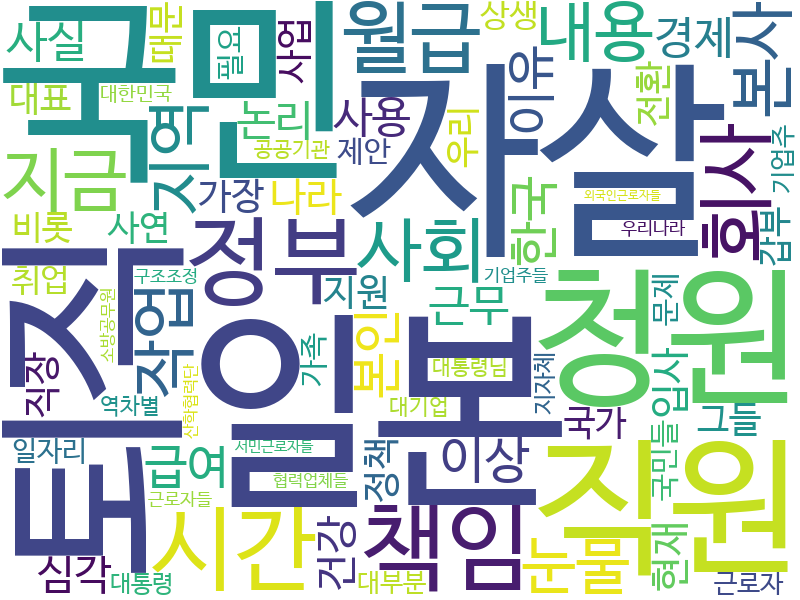 국민
자살
일본
퇴직
청원
직원
회사
정부
사회
시간
책임
월급
내용
본사
경제
상생
대문
사업
필요
사실
대표
대한민국
지역
논리
사용
이유
전환
우리
공공기관
제안
기업주
지금
가장
나라
한국
외국인근로자들
우리나라
갑부
비롯
사연
취업
구조조정
작업
지원
근무
기업주들
문제
소방공무원
가족
본인
대통령님
지자체
입사
직장
역차별
산학협력단
대기업
국가
그들
일자리
급여
서민근로자들
협력업체들
정책
이상
국민들
근로자들
심각
대통령
건강
대부분
눈물
현재
근로자